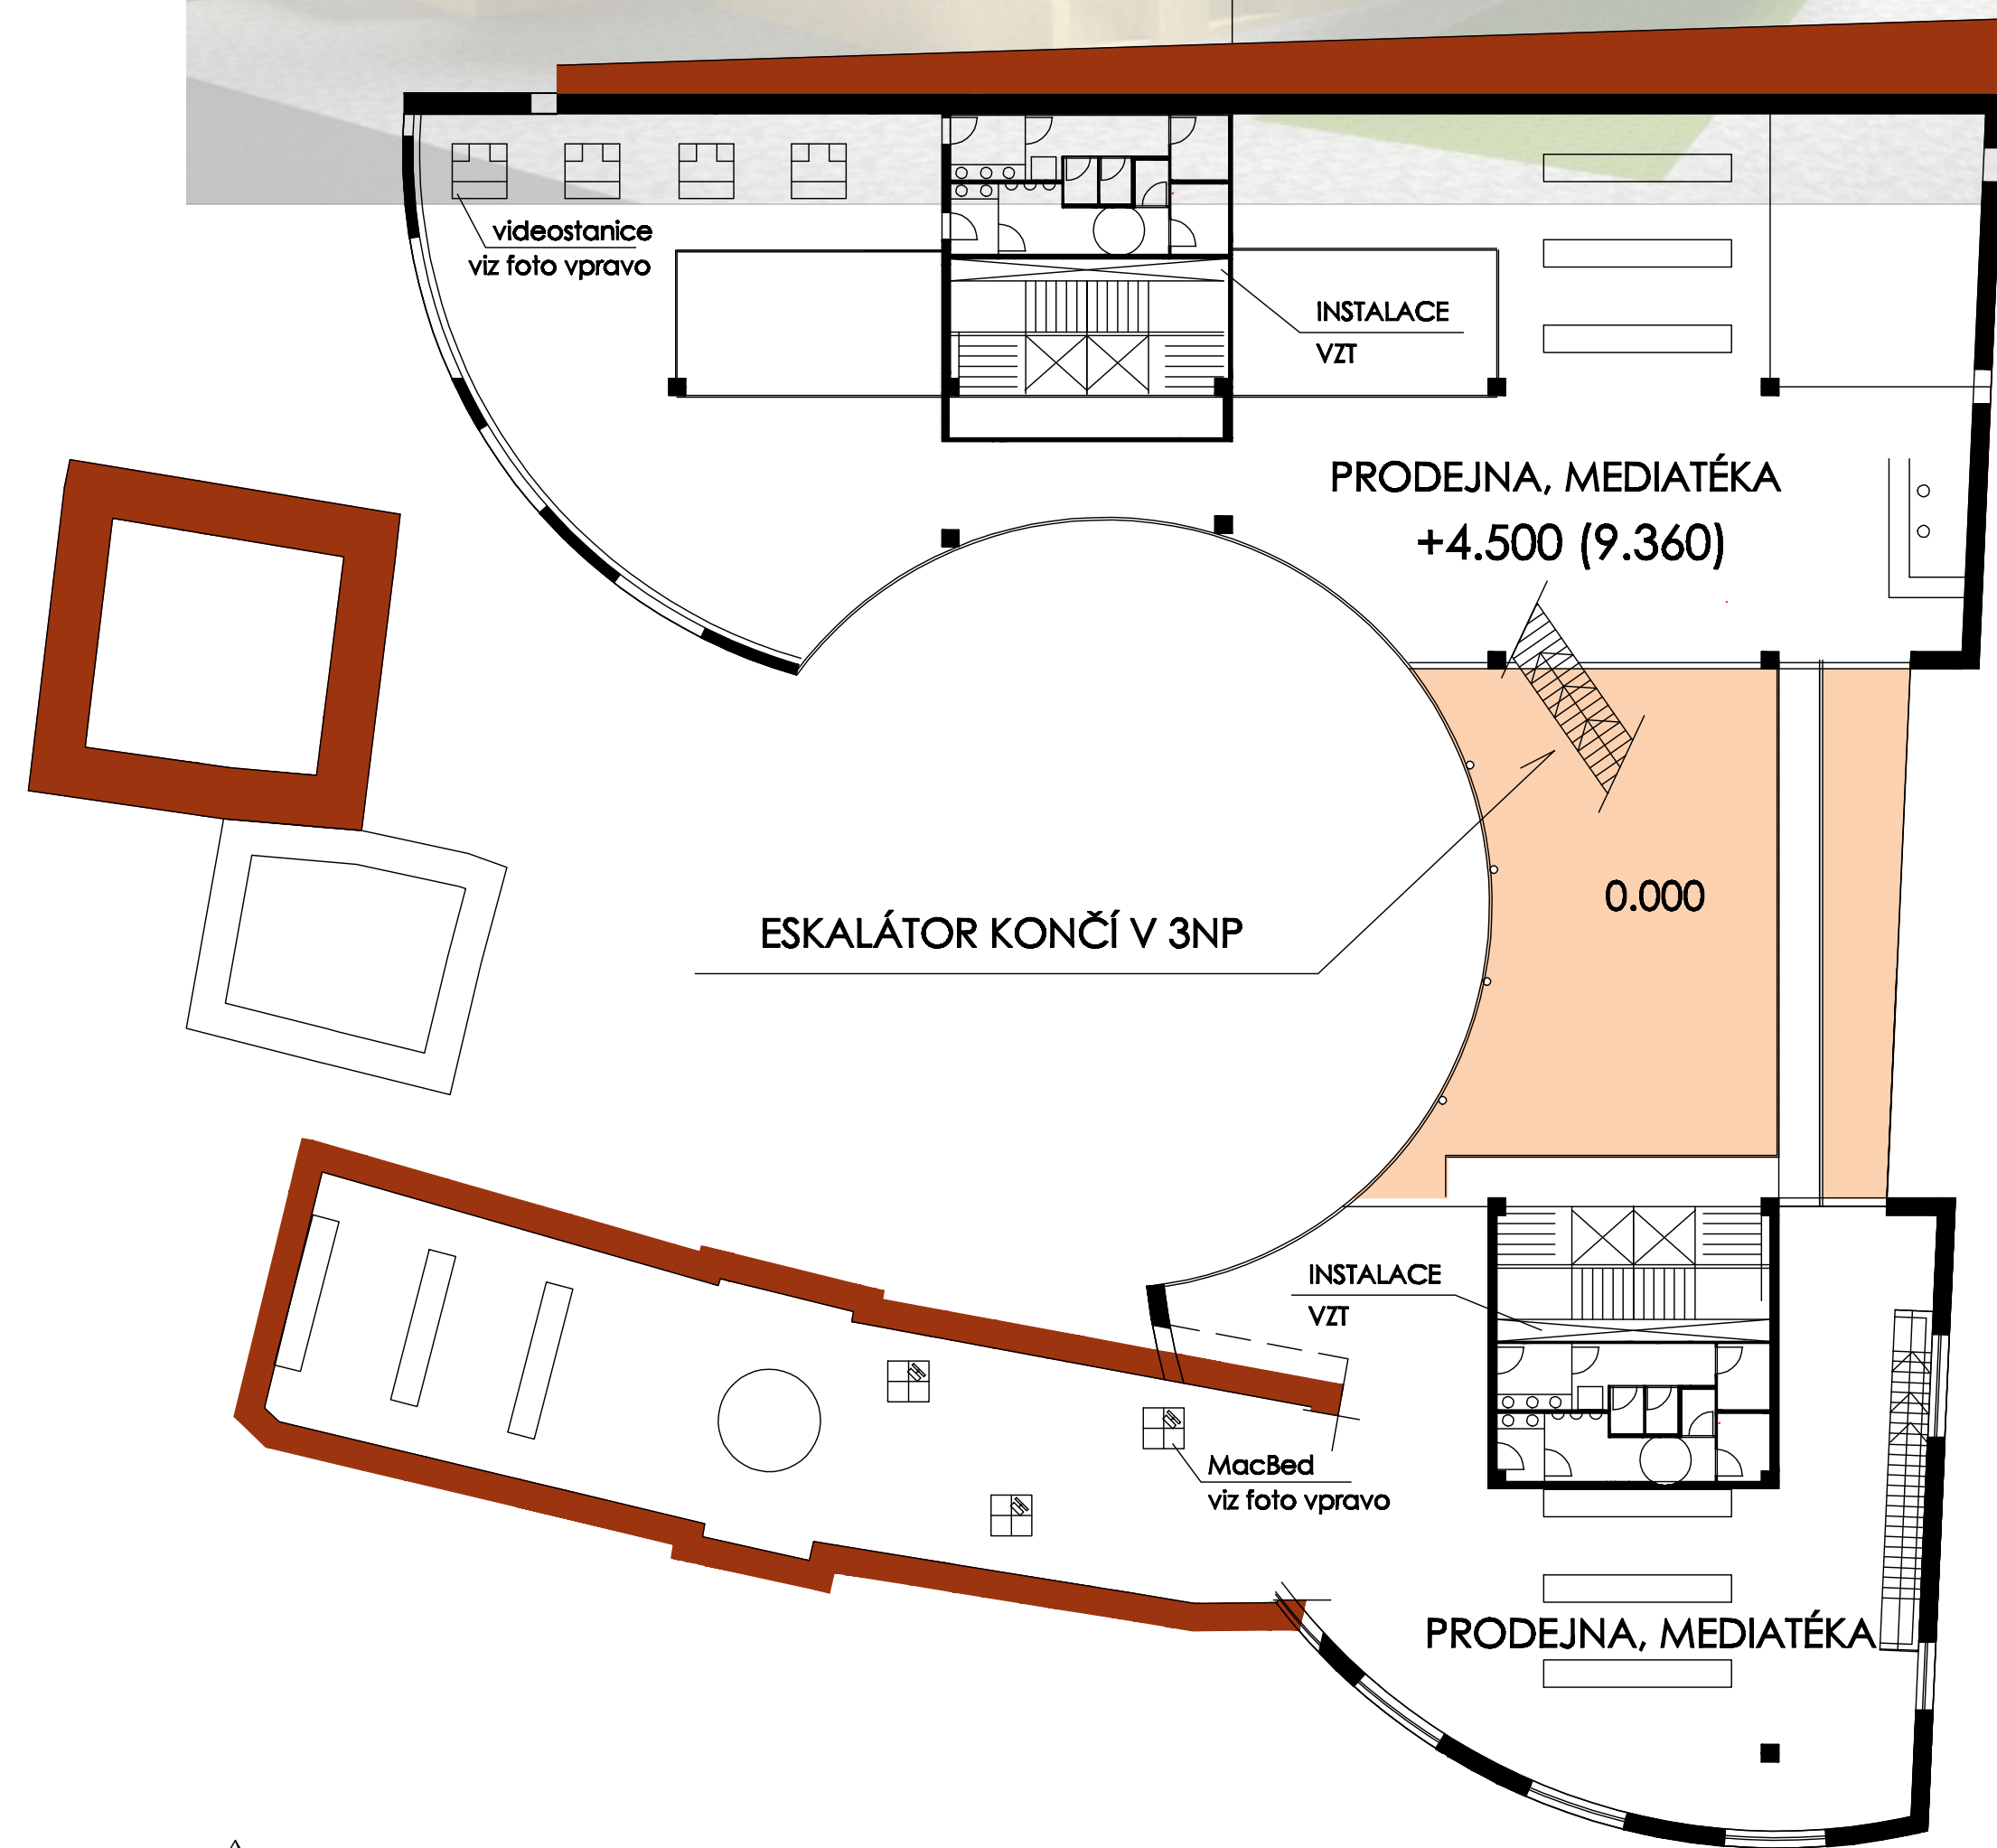 videostanice
viz foto vpravo
INSTALACE
VZT
PRODEJNA, MEDIATÉKA
+4.500 (9.360)
0.000
ESKALÁTOR KONČÍ V 3NP
INSTALACE
VZT
MacBed
viz foto vpravo
PRODEJNA, MEDIATÉKA